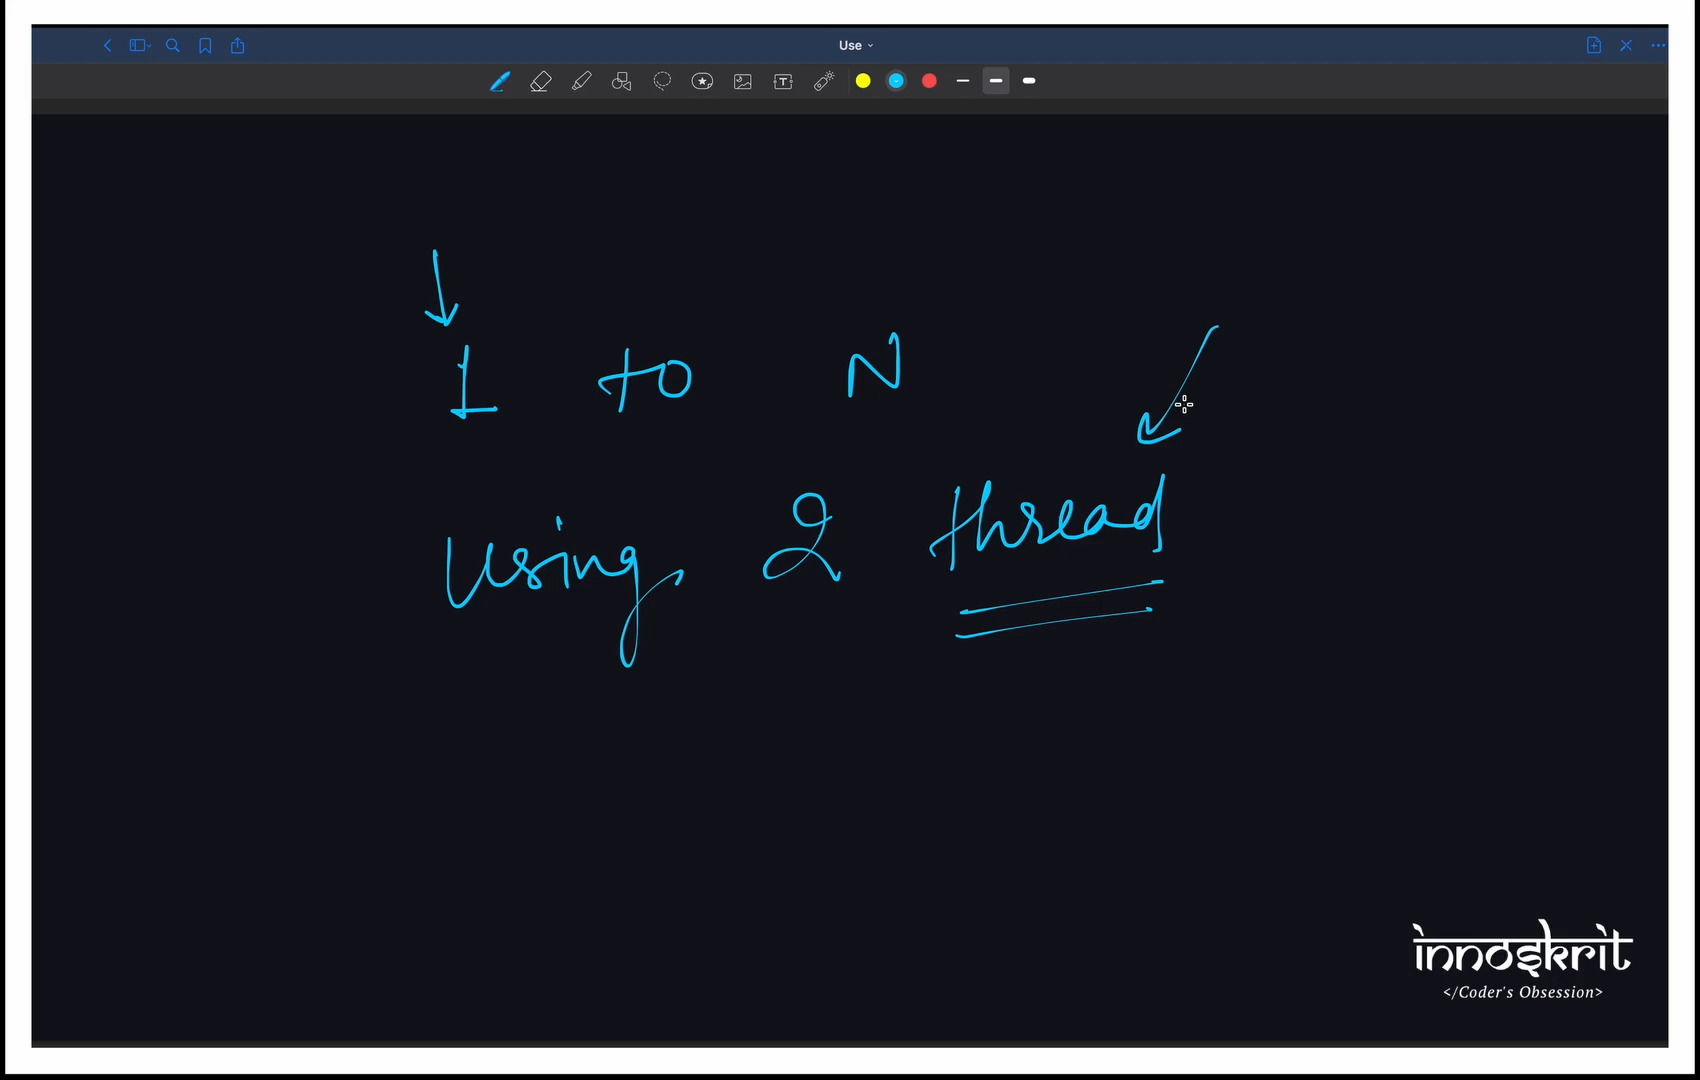 Use
1 to N
using 2 thread
innoskrit
</Coder's Obsession>